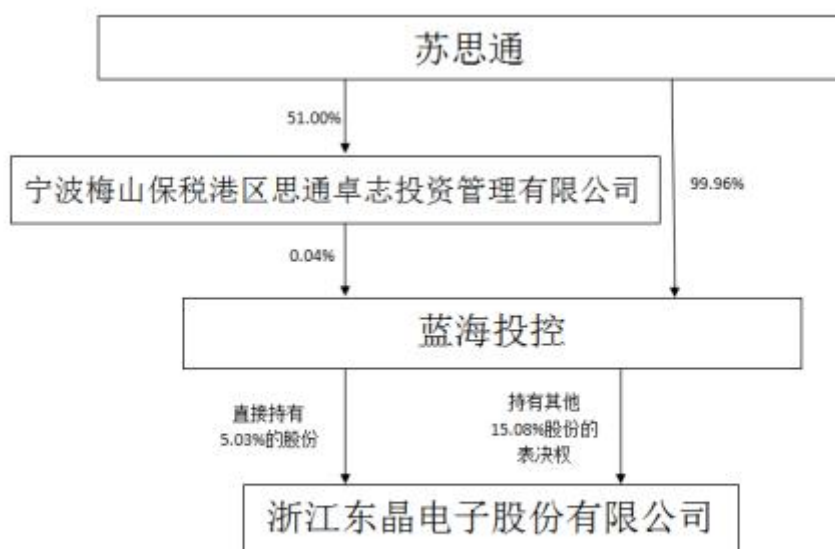 苏思通
51.00%
99.96%
宁波梅山保税港区思通卓志投资管理有限公司
0.04%
蓝海投控
直接持有
5.03%的股份
持有其他
15.08%股份的
表决权
浙江东晶电子股份有限公司